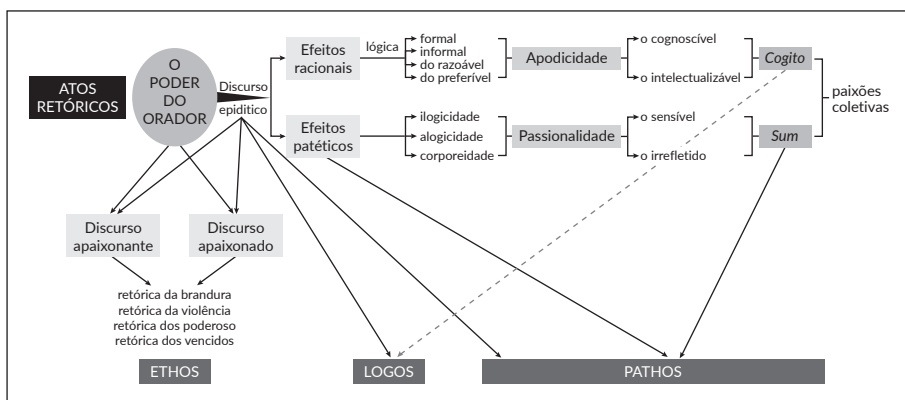 ATOS
RETÓRICOS
O
PODER
DO
ORADOR
Discurso
epidítico
Efeitos
racionais
lógica
formal
informal
do razoável
do preferível
Apodicidade
o cognoscível
o intelectualizável
Cogito
paixões
coletivas
Efeitos
patéticos
ilogicidade
alogicidade
corporeidade
Passionalidade
o sensível
o irrefletido
Sum
Discurso
apaixonante
Discurso
apaixonado
retórica da brandura
retórica da violência
retórica dos poderoso
retórica dos vencidos
ETHOS
LOGOS
PATHOS